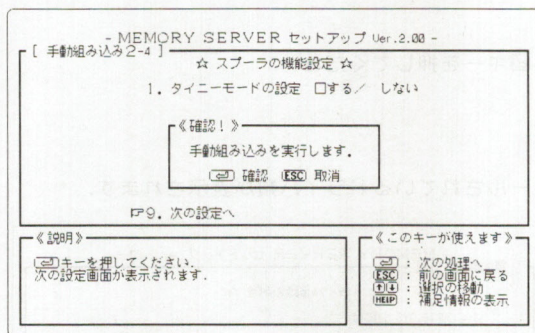 - MEMORY SERVER セットアップ Ver.2.00 -
[ 手動組み込み2-4 ]
☆ スプーラの機能設定 ☆
1. タイニーモードの設定 □する／ しない
《確認！》
手動組み込みを実行します.
⏎ 確認 ESC 取消
☞9. 次の設定へ
《説明》
⏎キーを押してください.
次の設定画面が表示されます.
《このキーが使えます》
⏎ : 次の処理へ
ESC : 前の画面に戻る
↑↓ : 選択の移動
HELP : 補足情報の表示